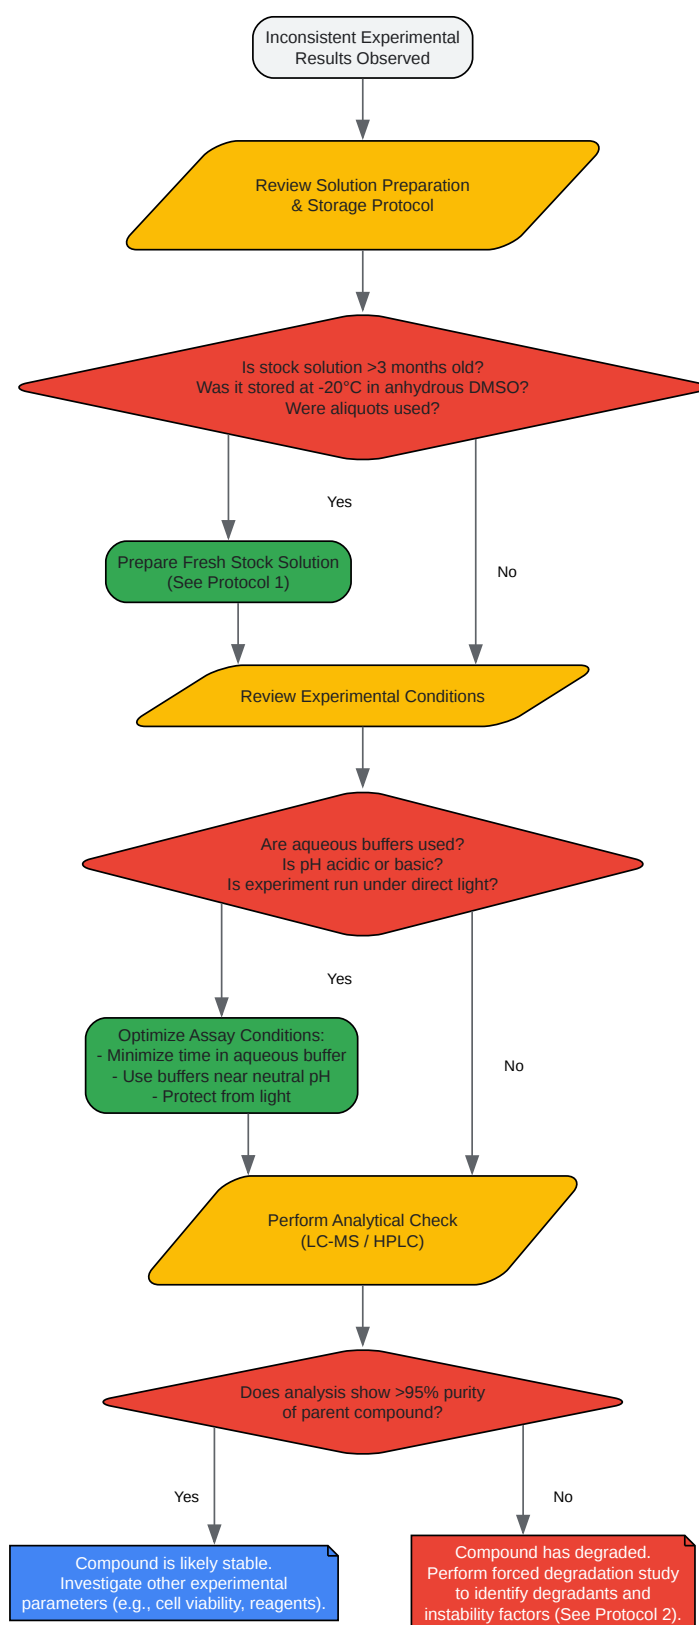 Inconsistent Experimental
Results Observed
Review Solution Preparation
& Storage Protocol
Is stock solution >3 months old?
Was it stored at -20°C in anhydrous DMSO?
Were aliquots used?
Yes
Prepare Fresh Stock Solution
(See Protocol 1)
No
Review Experimental Conditions
Are aqueous buffers used?
Is pH acidic or basic?
Is experiment run under direct light?
Yes
Optimize Assay Conditions:
- Minimize time in aqueous buffer
- Use buffers near neutral pH
- Protect from light
No
Perform Analytical Check
(LC-MS / HPLC)
Does analysis show >95% purity
of parent compound?
Yes
No
Compound is likely stable.
Investigate other experimental
parameters (e.g., cell viability, reagents).
Compound has degraded.
Perform forced degradation study
to identify degradants and
instability factors (See Protocol 2).